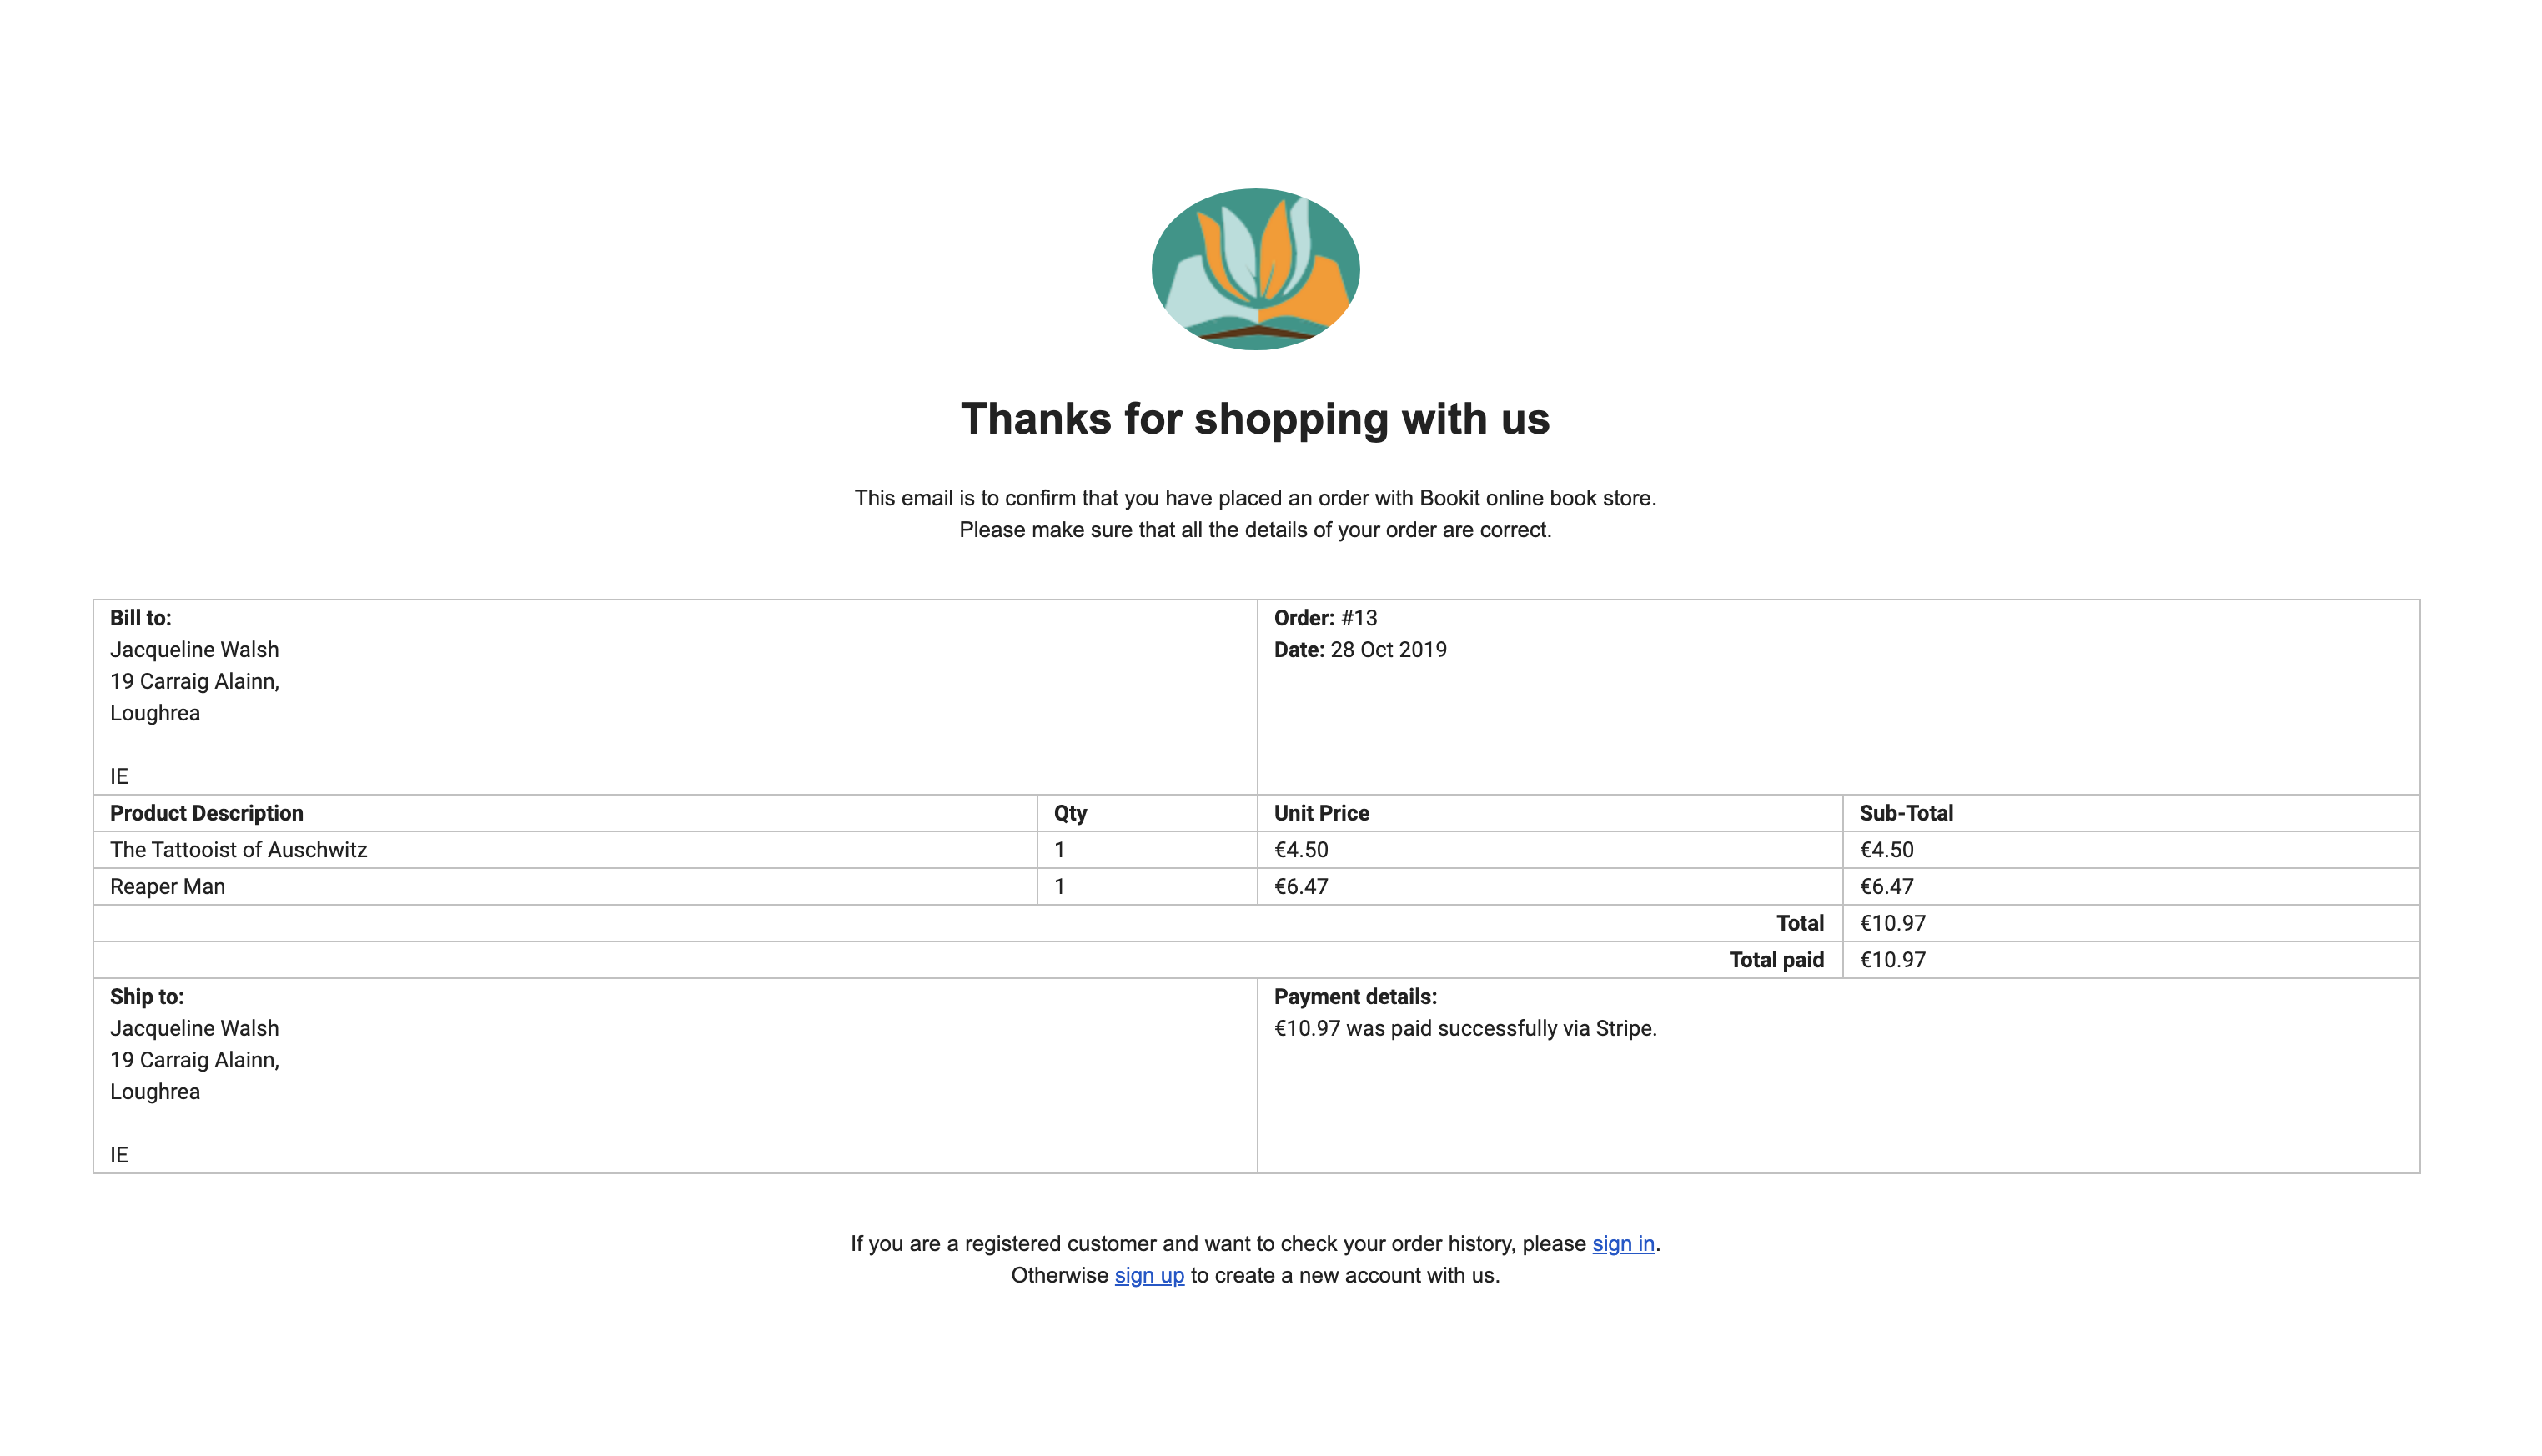 Thanks for shopping with us
This email is to confirm that you have placed an order with Bookit online book store.
Please make sure that all the details of your order are correct.
Bill to:
Jacqueline Walsh
19 Carraig Alainn,
Loughrea
IE
Order: #13
Date: 28 Oct 2019
Product Description Qty Unit Price Sub-Total
The Tattooist of Auschwitz 1 €4.50 €4.50
Reaper Man 1 €6.47 €6.47
Total €10.97
Total paid €10.97
Ship to:
Jacqueline Walsh
19 Carraig Alainn,
Loughrea
IE
Payment details:
€10.97 was paid successfully via Stripe.
If you are a registered customer and want to check your order history, please sign in.
Otherwise sign up to create a new account with us.